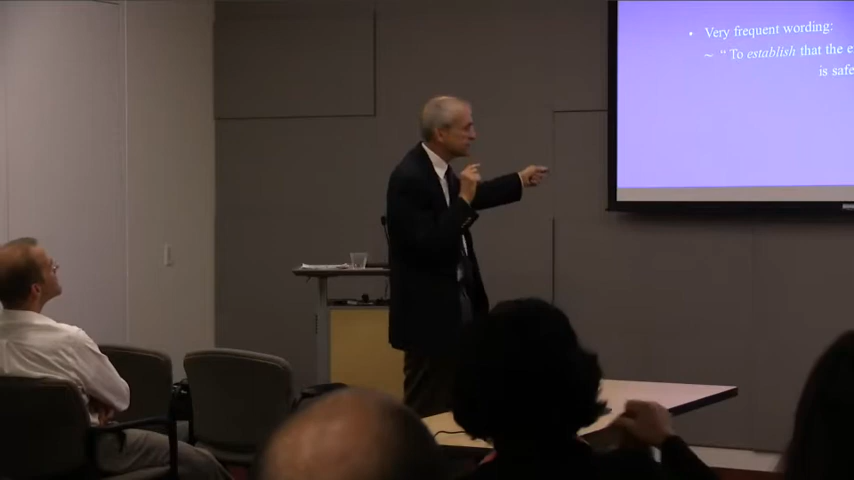 • Very frequent wording:
~ "To establish that the e
is safe